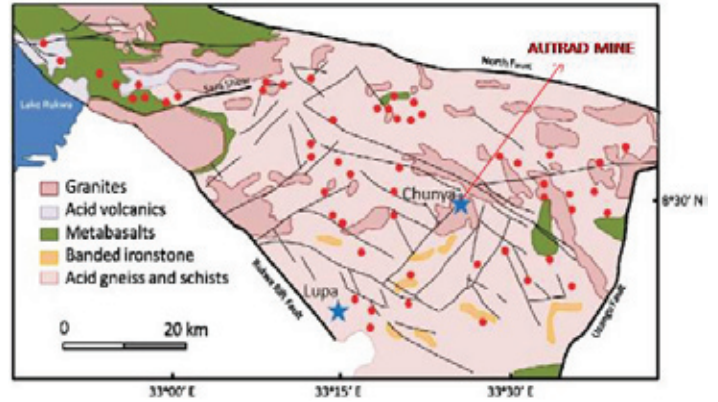 AUTRAD MINE
North Fault
Saza Shear
Lake Rukwa
Granites
Acid volcanics
Metabasalts
Banded ironstone
Acid gneiss and schists
Chunya
8°30' N
Rukwa Rift Fault
Lupa
Usangu Fault
0 20 km
33°00' E
33°15' E
33°30' E